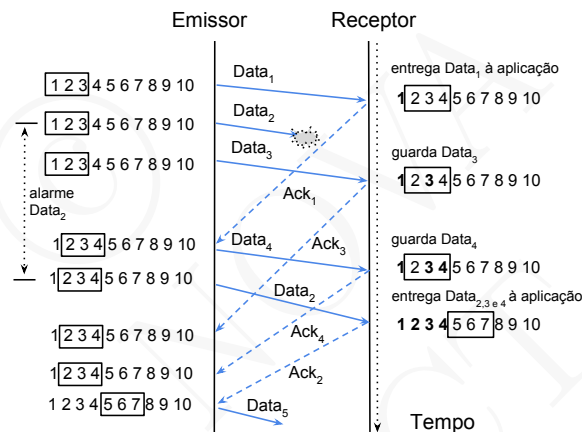 Emissor
Receptor
Data1
entrega Data1 à aplicação
1 2 3 4 5 6 7 8 9 10
1 2 3 4 5 6 7 8 9 10
Data2
1 2 3 4 5 6 7 8 9 10
guarda Data3
Data3
1 2 3 4 5 6 7 8 9 10
1 2 3 4 5 6 7 8 9 10
alarme
Data2
Ack1
Data4
Ack3
guarda Data4
1 2 3 4 5 6 7 8 9 10
1 2 3 4 5 6 7 8 9 10
1 2 3 4 5 6 7 8 9 10
Data2
entrega Data2,3 e 4 à aplicação
1 2 3 4 5 6 7 8 9 10
1 2 3 4 5 6 7 8 9 10
Ack4
1 2 3 4 5 6 7 8 9 10
Ack2
1 2 3 4 5 6 7 8 9 10
Data5
Tempo